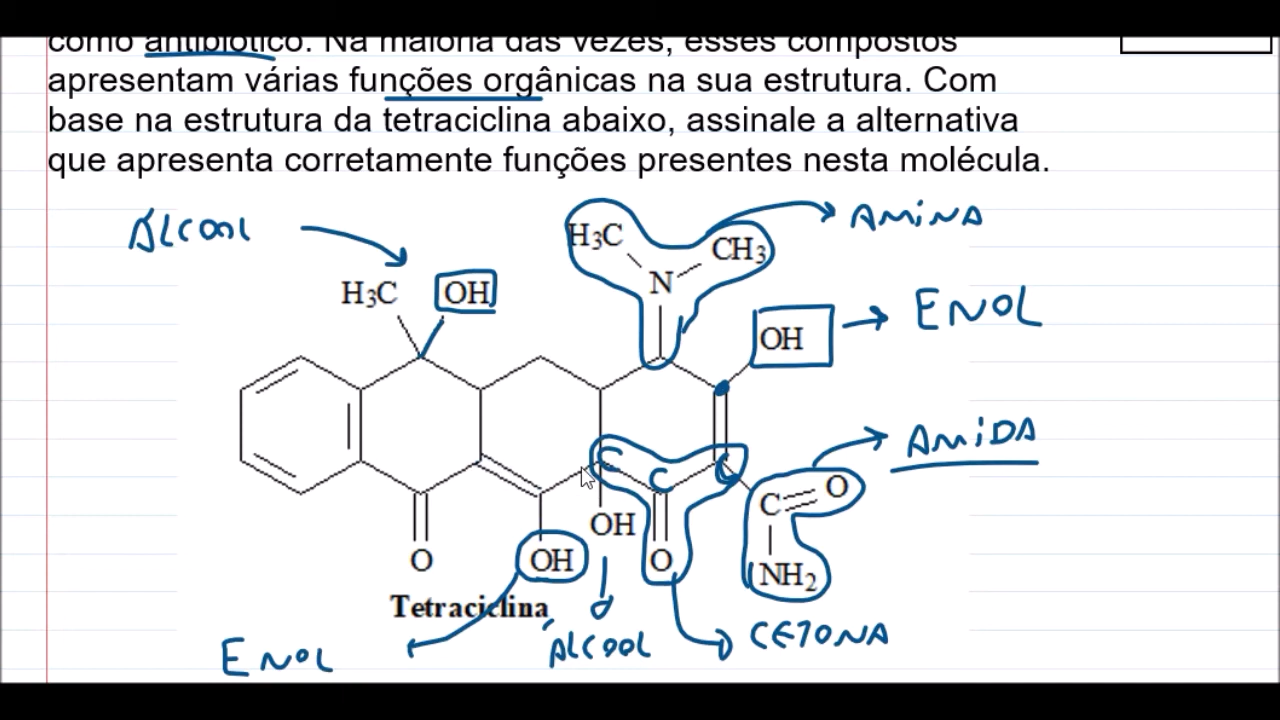 como antibiótico. Na maioria das vezes, esses compostos
apresentam várias funções orgânicas na sua estrutura. Com
base na estrutura da tetraciclina abaixo, assinale a alternativa
que apresenta corretamente funções presentes nesta molécula.
ÁLCOOL
H₃C
CH₃
AMINA
N
H₃C
OH
OH
ENOL
AMIDA
C
C
C
O
OH
O
OH
O
NH₂
Tetraciclina
ENOL
ÁLCOOL
CETONA